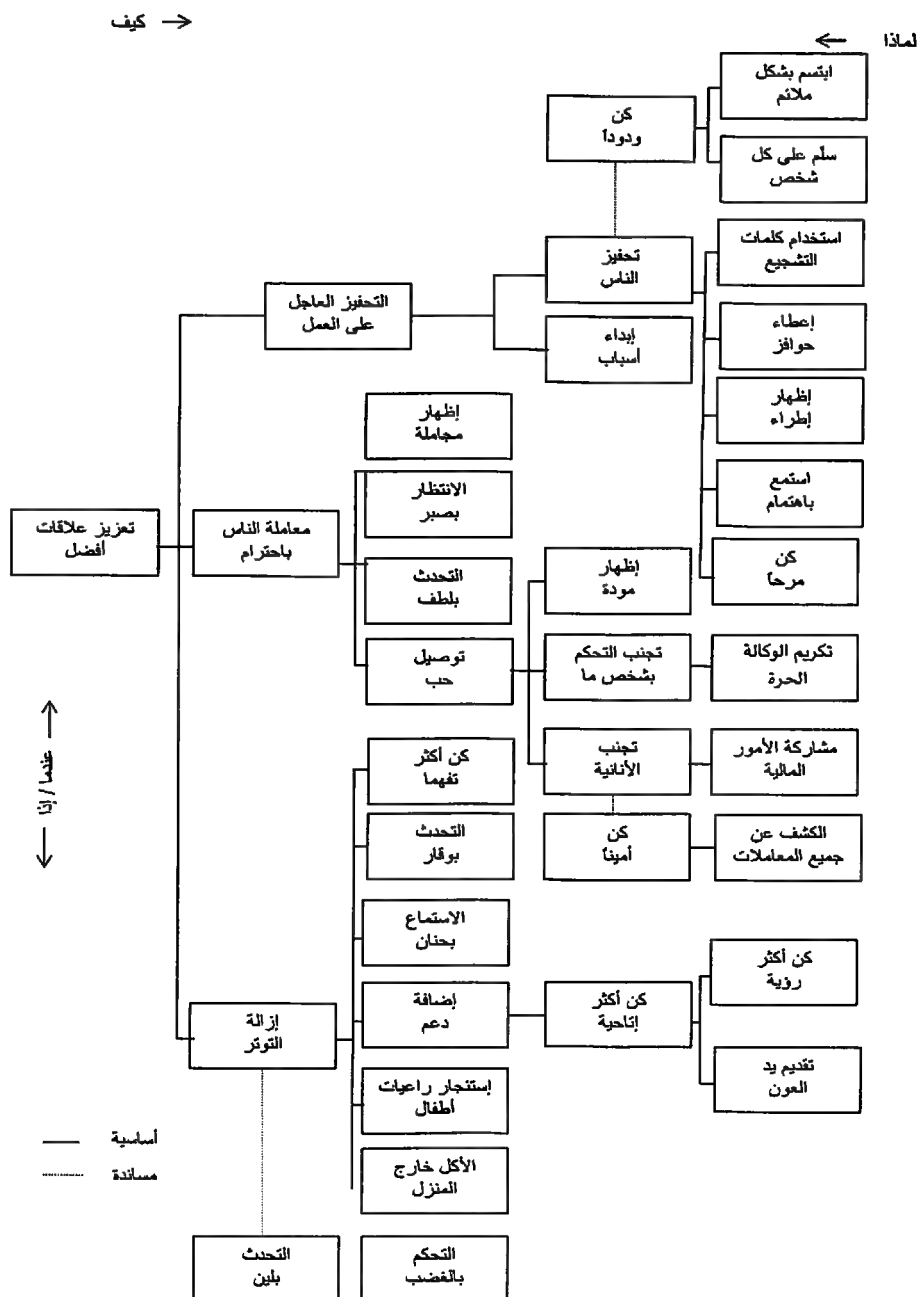 كيف
لماذا
ابتسم بشكل
ملائم
كن
ودوداً
سلّم على كل
شخص
استخدام كلمات
التشجيع
تحفيز
الناس
التحفيز العاجل
على العمل
إعطاء
حوافز
إبداء
أسباب
إظهار
إطراء
إظهار
مجاملة
استمع
باهتمام
الانتظار
بصبر
تعزيز علاقات
أفضل
معاملة الناس
باحترام
كن
مرحاً
إظهار
مودة
التحدث
بلطف
توصيل
حب
تجنب التحكم
بشخص ما
تكريم الوكالة
الحرة
عندما / إذا
تجنب
الأنانية
مشاركة الأمور
المالية
كن أكثر
تفهما
التحدث
بوقار
كن
أميناً
الكشف عن
جميع المعاملات
الاستماع
بحنان
كن أكثر
رؤية
إزالة
التوتر
إضافة
دعم
كن أكثر
إتاحية
تقديم يد
العون
إستئجار راعيات
أطفال
أساسية
مساندة
الأكل خارج
المنزل
التحدث
بلين
التحكم
بالغضب